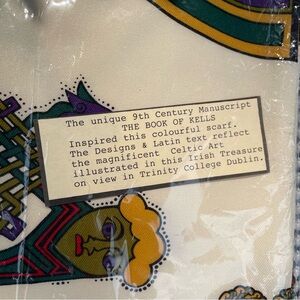 The unique 9th Century Manuscript
THE BOOK OF KELLS
Inspired this colourful scarf.
The Designs & Latin text reflect
the magnificent Celtic Art
illustrated in this Irish Treasure
on view in Trinity College Dublin.